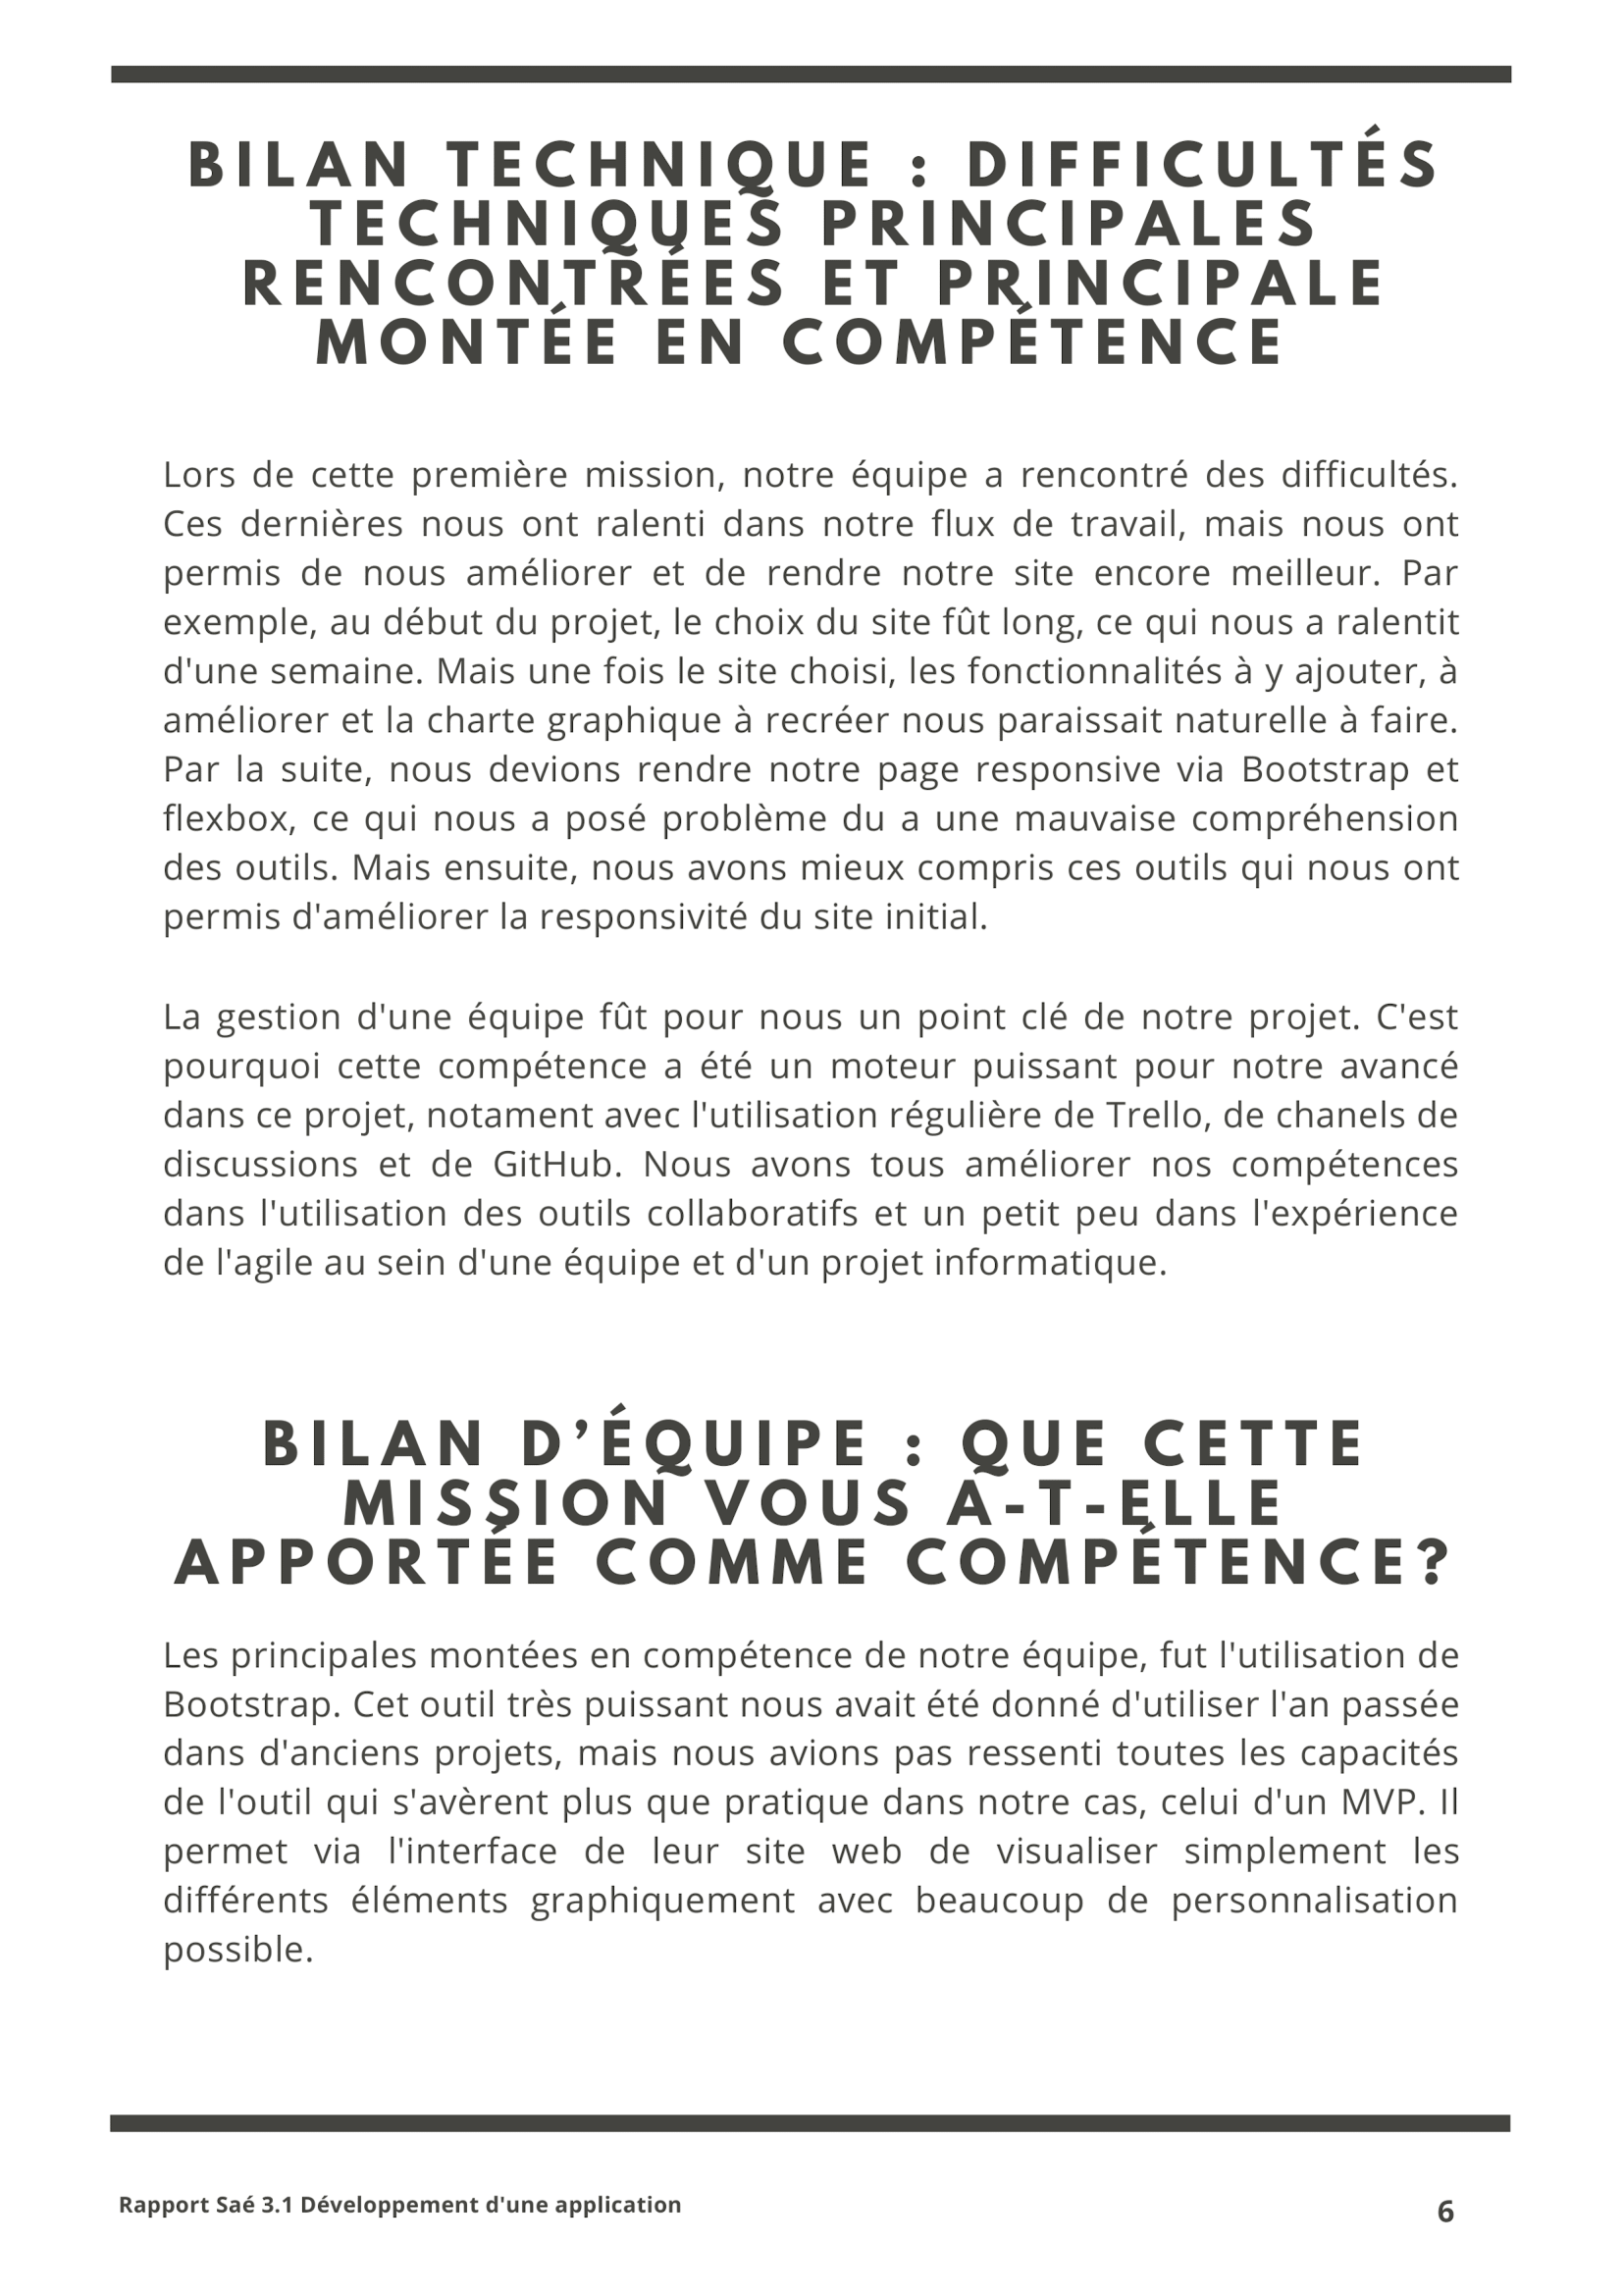 BILAN TECHNIQUE : DIFFICULTÉS
TECHNIQUES PRINCIPALES
RENCONTRÉES ET PRINCIPALE
MONTÉE EN COMPÉTENCE
Lors de cette première mission, notre équipe a rencontré des difficultés.
Ces dernières nous ont ralenti dans notre flux de travail, mais nous ont
permis de nous améliorer et de rendre notre site encore meilleur. Par
exemple, au début du projet, le choix du site fût long, ce qui nous a ralentit
d'une semaine. Mais une fois le site choisi, les fonctionnalités à y ajouter, à
améliorer et la charte graphique à recréer nous paraissait naturelle à faire.
Par la suite, nous devions rendre notre page responsive via Bootstrap et
flexbox, ce qui nous a posé problème du a une mauvaise compréhension
des outils. Mais ensuite, nous avons mieux compris ces outils qui nous ont
permis d'améliorer la responsivité du site initial.
La gestion d'une équipe fût pour nous un point clé de notre projet. C'est
pourquoi cette compétence a été un moteur puissant pour notre avancé
dans ce projet, notament avec l'utilisation régulière de Trello, de chanels de
discussions et de GitHub. Nous avons tous améliorer nos compétences
dans l'utilisation des outils collaboratifs et un petit peu dans l'expérience
de l'agile au sein d'une équipe et d'un projet informatique.
BILAN D’ÉQUIPE : QUE CETTE
MISSION VOUS A-T-ELLE
APPORTÉE COMME COMPÉTENCE?
Les principales montées en compétence de notre équipe, fut l'utilisation de
Bootstrap. Cet outil très puissant nous avait été donné d'utiliser l'an passée
dans d'anciens projets, mais nous avions pas ressenti toutes les capacités
de l'outil qui s'avèrent plus que pratique dans notre cas, celui d'un MVP. Il
permet via l'interface de leur site web de visualiser simplement les
différents éléments graphiquement avec beaucoup de personnalisation
possible.
Rapport Saé 3.1 Développement d'une application
6